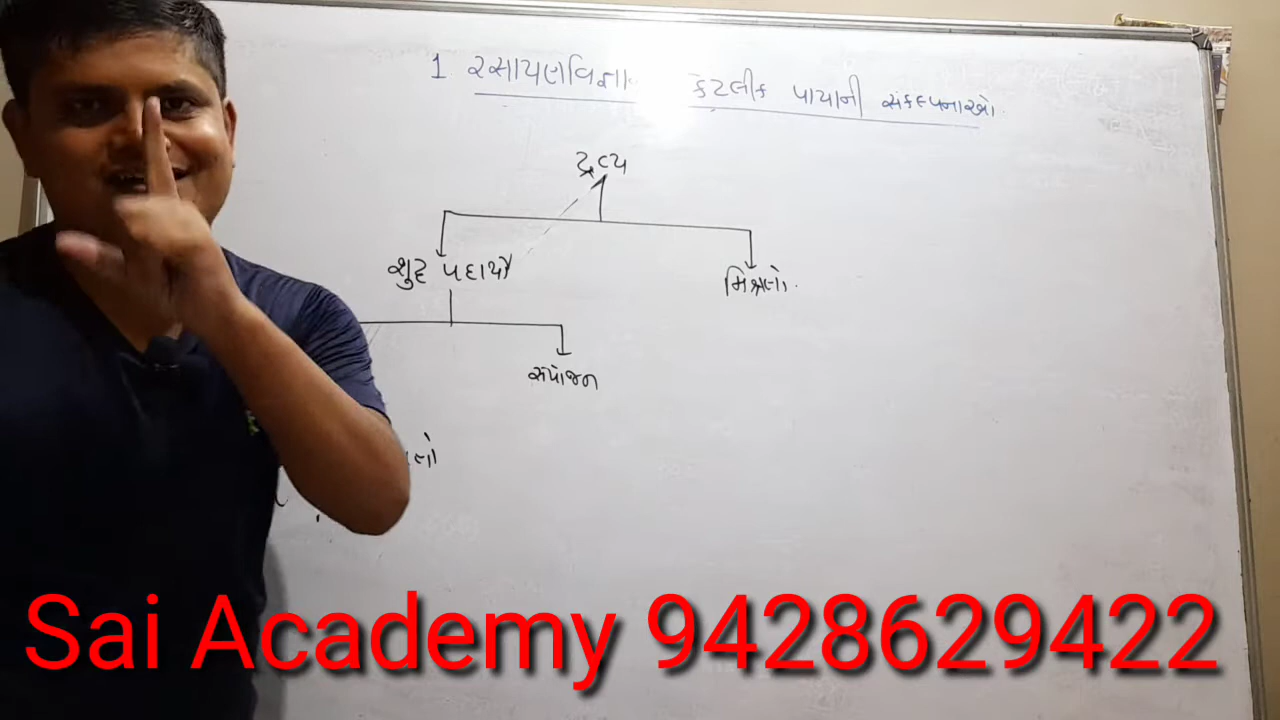 1 રસાયણવિજ્ઞા કેટલીક પાયાની સંકલ્પનાઓ.
દ્રવ્ય
શુદ્ધ પદાર્થો
મિશ્રણો.
સંયોજન
Sai Academy 9428629422